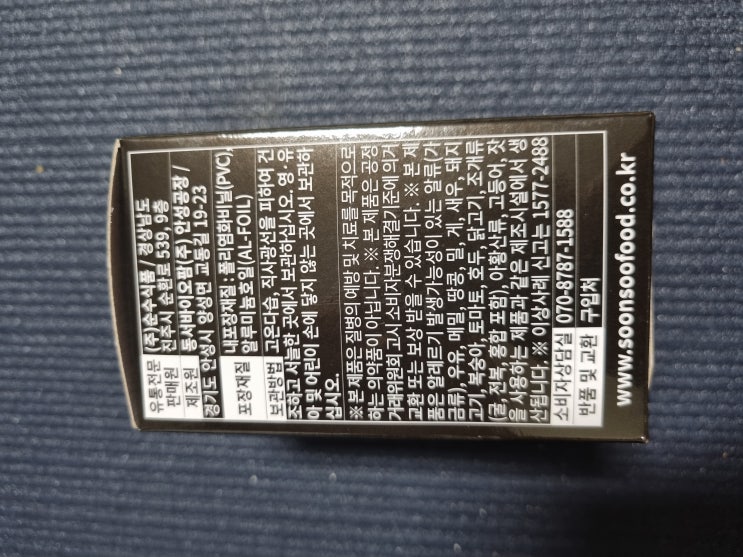 유통전문 판매원 (주)순수식품 / 경상남도 진주시 순환로 539, 9층
제조원 동서바이오팜(주) 안성공장 /
경기도 안성시 양성면 교동길 19-23
포장재질 내포장재질 : 폴리염화비닐(PVC), 알루미늄호일(AL-FOIL)
보관방법 고온다습, 직사광선을 피하여 건
조하고 서늘한 곳에서 보관하십시오. 영·유
아 및 어린이 손에 닿지 않는 곳에서 보관하
십시오.
※ 본 제품은 질병의 예방 및 치료를 목적으로
하는 의약품이 아닙니다. ※ 본 제품은 공정
거래위원회 고시 소비자분쟁해결기준에 의거
교환 또는 보상 받을 수 있습니다. ※ 본 제
품은 알레르기 발생가능성이 있는 알류(가
금류), 우유, 메밀, 땅콩, 밀, 게, 새우, 돼지
고기, 복숭아, 토마토, 호두, 닭고기, 조개류
(굴, 전복, 홍합 포함), 아황산류, 고등어, 잣
을 사용하는 제품과 같은 제조시설에서 생
산됩니다. ※ 이상사례 신고는 1577-2488
소비자상담실 070-8787-1588
반품 및 교환 구입처
www.soonsoofood.co.kr